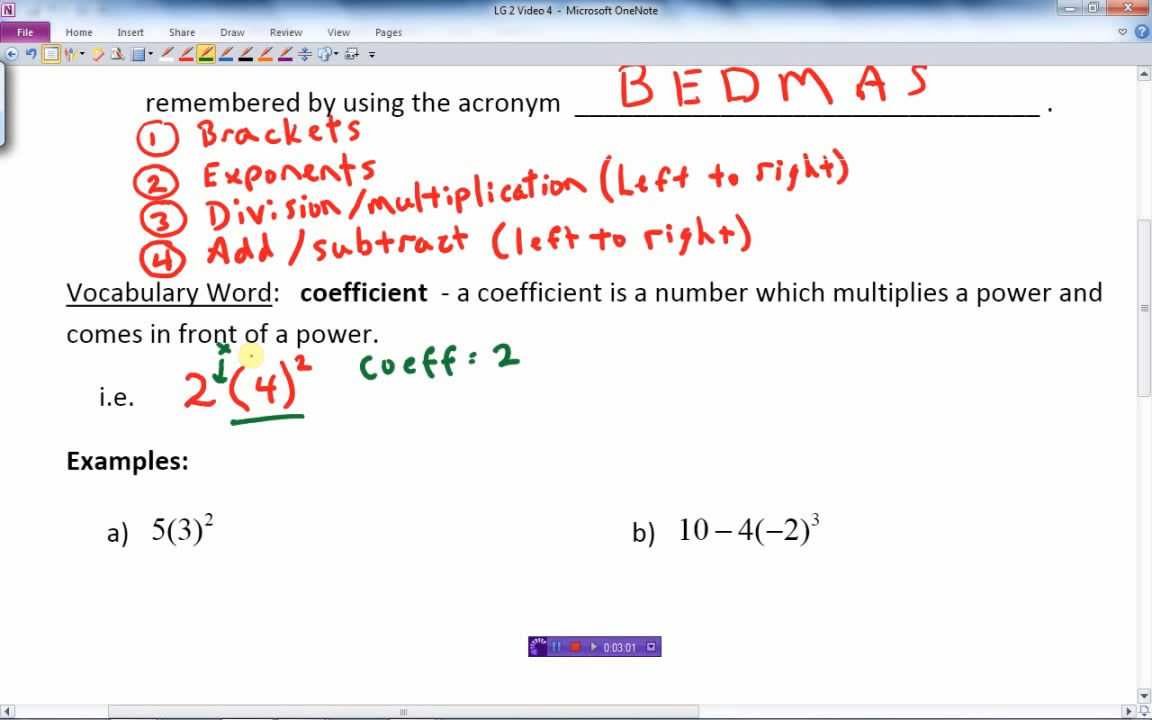 LG 2 Video 4 - Microsoft OneNote
File Home Insert Share Draw Review View Pages
remembered by using the acronym BEDMAS .
① Brackets
② Exponents
③ Division/multiplication (Left to right)
④ Add/subtract (left to right)
Vocabulary Word: coefficient - a coefficient is a number which multiplies a power and
comes in front of a power.
i.e. 2 × (4)² coeff = 2
Examples:
a) 5(3)² b) 10 – 4(–2)³
0:03:01